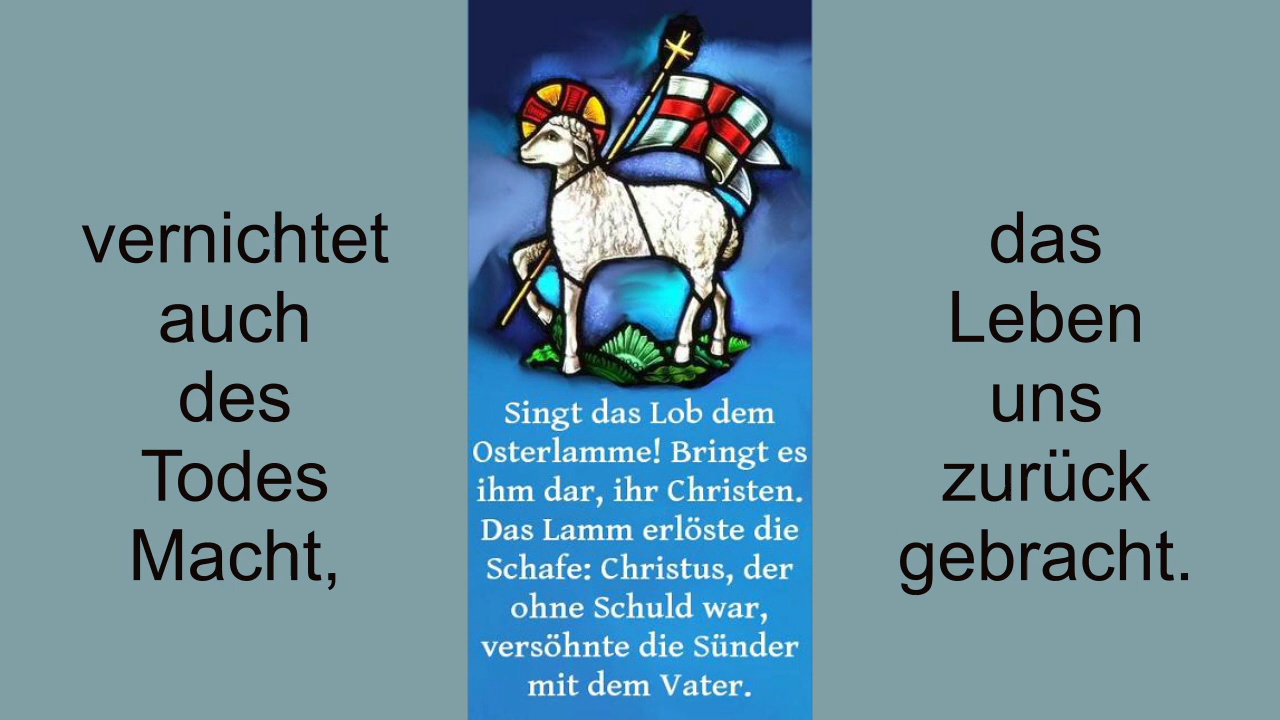 vernichtet
auch
des
Todes
Macht,
Singt das Lob dem
Osterlamme! Bringt es
ihm dar, ihr Christen.
Das Lamm erlöste die
Schafe: Christus, der
ohne Schuld war,
versöhnte die Sünder
mit dem Vater.
das
Leben
uns
zurück
gebracht.